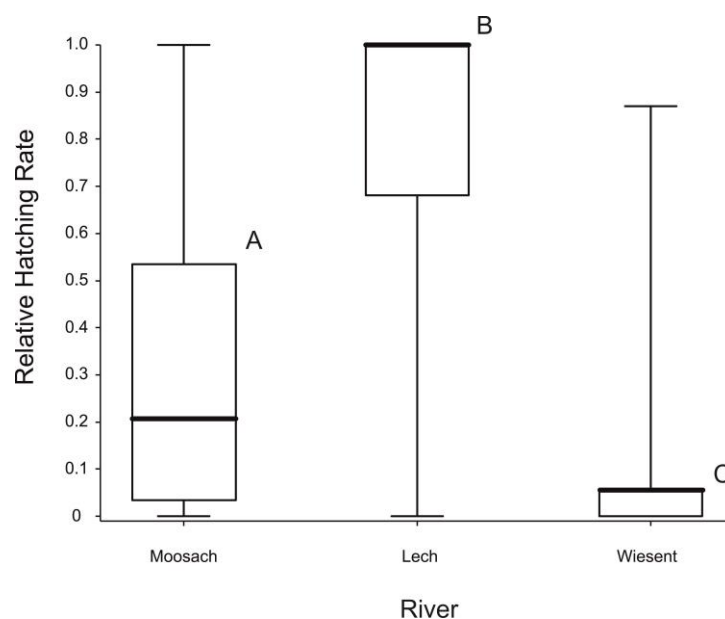 Relative Hatching Rate
1.0
0.9
0.8
0.7
0.6
0.5
0.4
0.3
0.2
0.1
0
A
B
C
Moosach Lech Wiesent
River